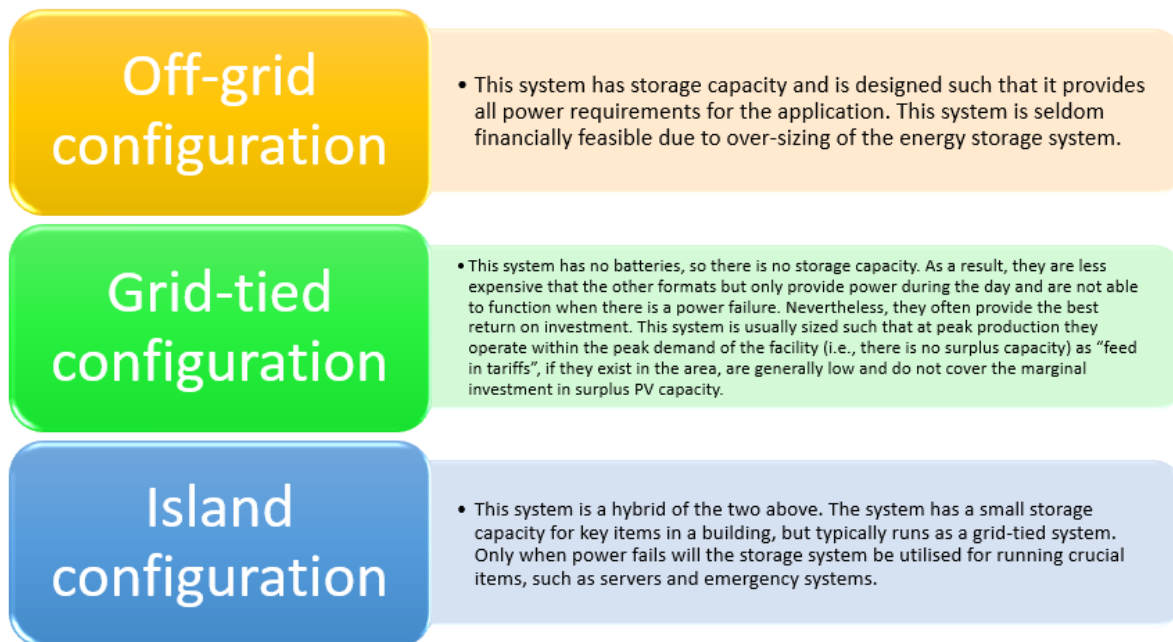 Off-grid
configuration
• This system has storage capacity and is designed such that it provides
all power requirements for the application. This system is seldom
financially feasible due to over-sizing of the energy storage system.
Grid-tied
configuration
• This system has no batteries, so there is no storage capacity. As a result, they are less
expensive that the other formats but only provide power during the day and are not able
to function when there is a power failure. Nevertheless, they often provide the best
return on investment. This system is usually sized such that at peak production they
operate within the peak demand of the facility (i.e., there is no surplus capacity) as “feed
in tariffs”, if they exist in the area, are generally low and do not cover the marginal
investment in surplus PV capacity.
Island
configuration
• This system is a hybrid of the two above. The system has a small storage
capacity for key items in a building, but typically runs as a grid-tied system.
Only when power fails will the storage system be utilised for running crucial
items, such as servers and emergency systems.